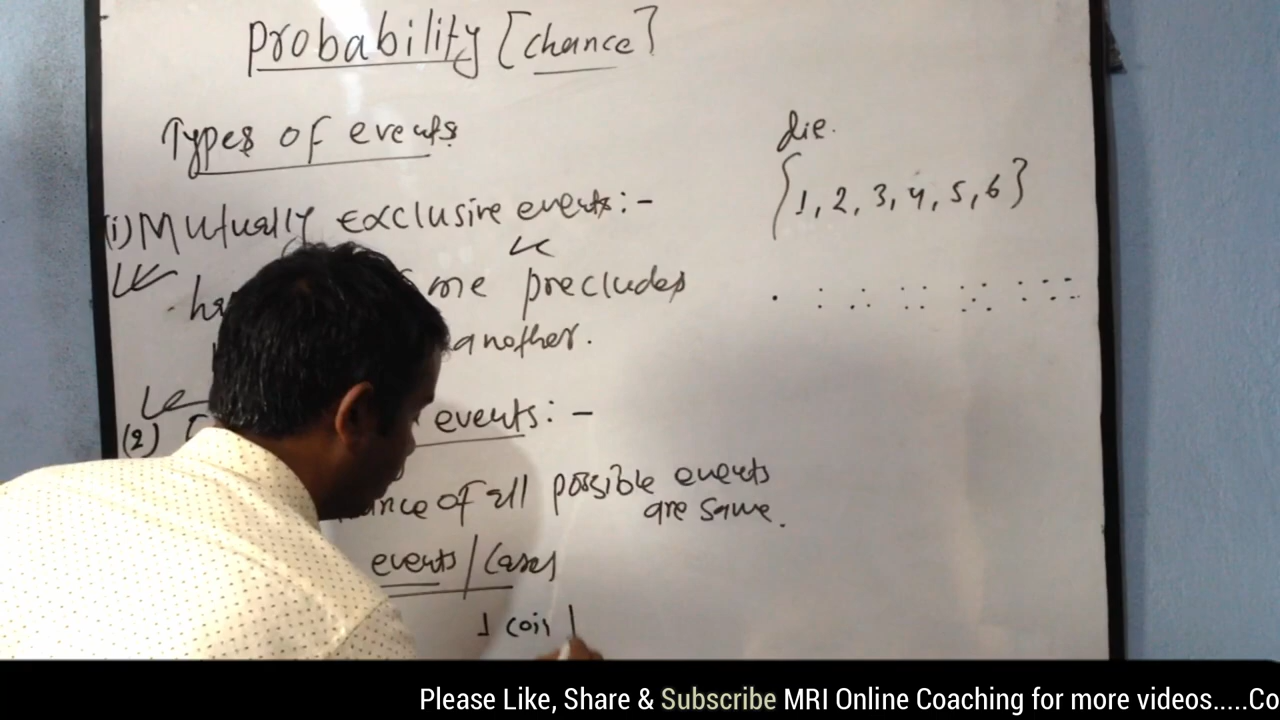 Probability [chance]
Types of events
die.
{1, 2, 3, 4, 5, 6}
(i) Mutually Exclusive events:-
me precludes
another.
(2) events:-
of all possible events
are same.
events/Cases
1 coin
Please Like, Share & Subscribe MRI Online Coaching for more videos.....Co